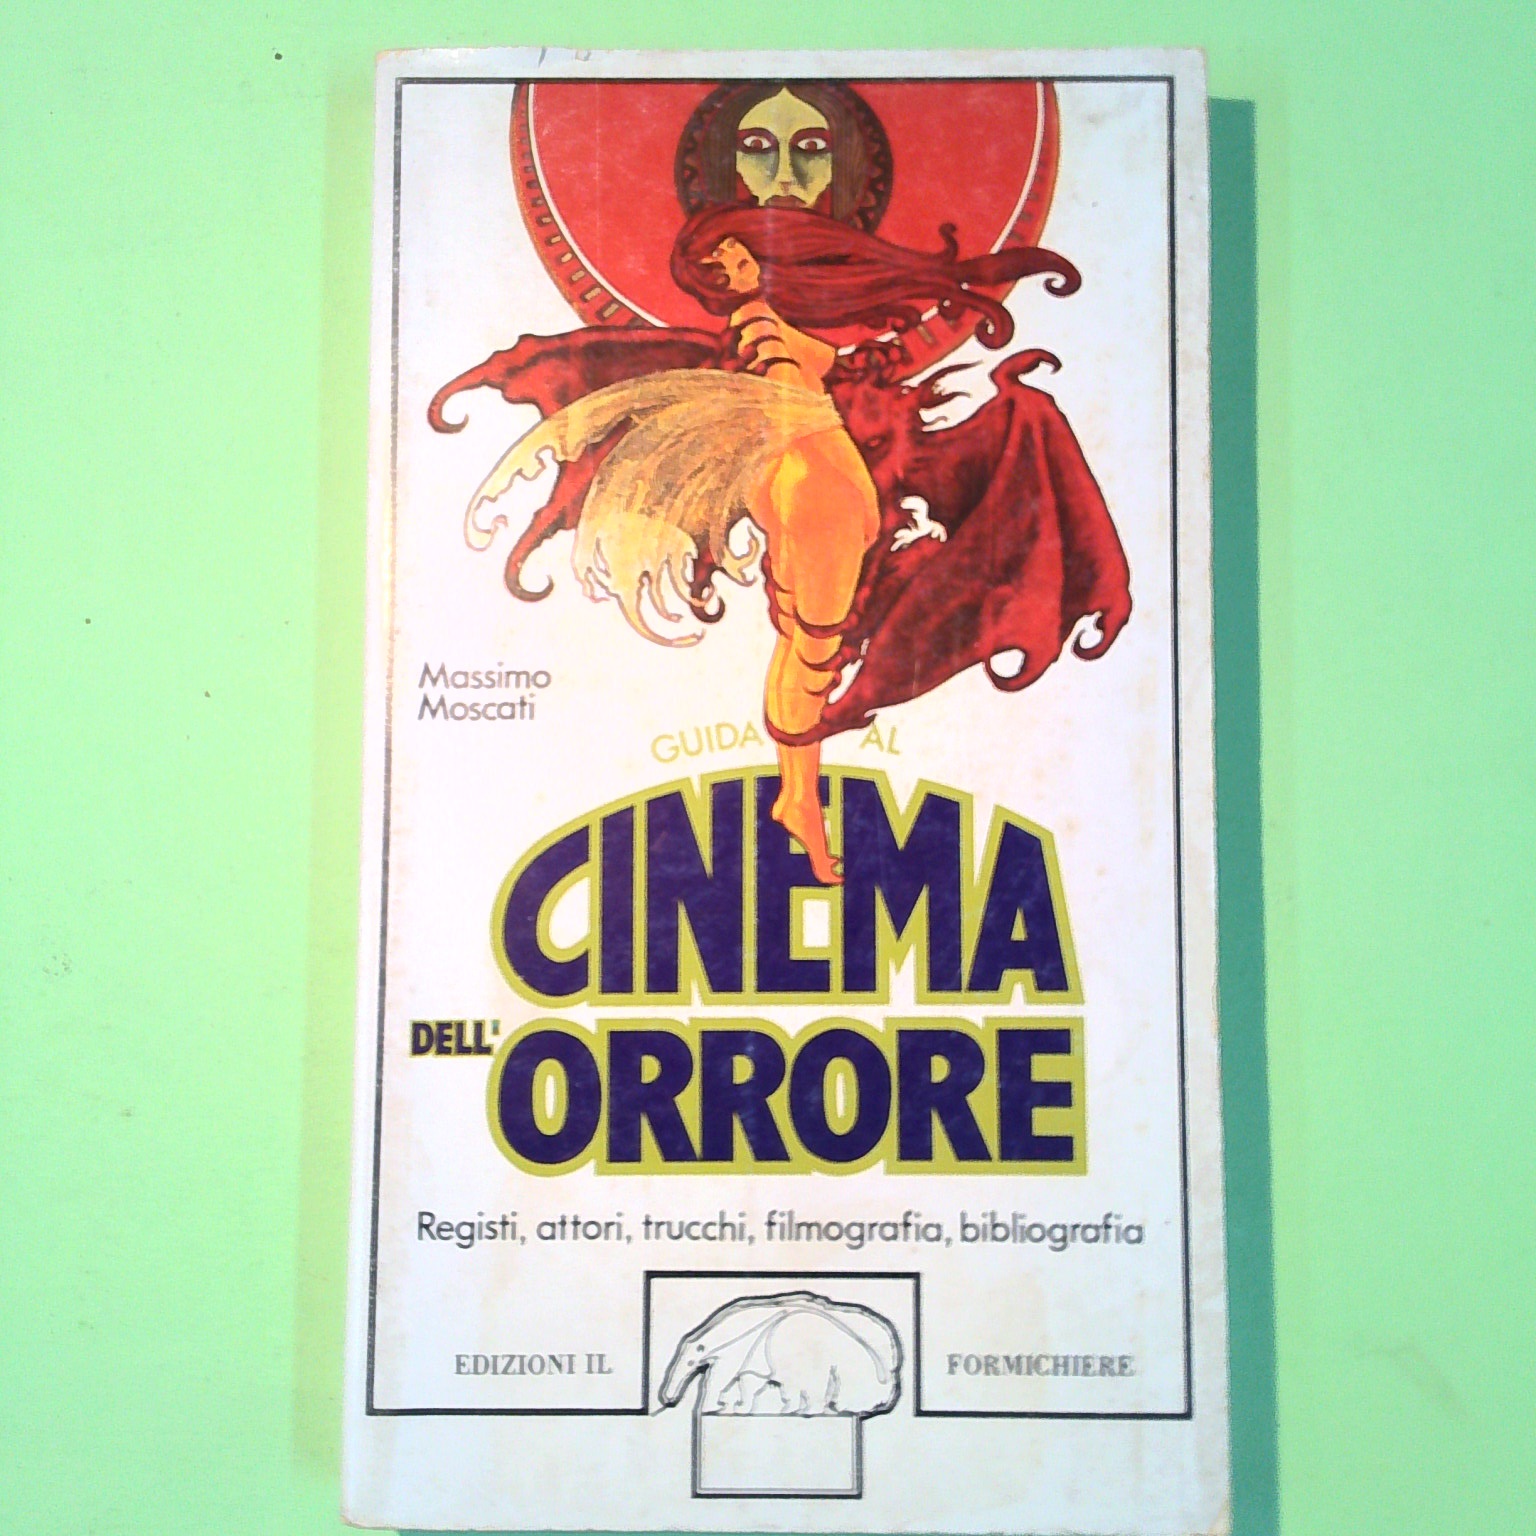 Massimo
Moscati
GUIDA AL
CINEMA
DELL'ORRORE
Registi, attori, trucchi, filmografia, bibliografia
EDIZIONI IL FORMICHIERE